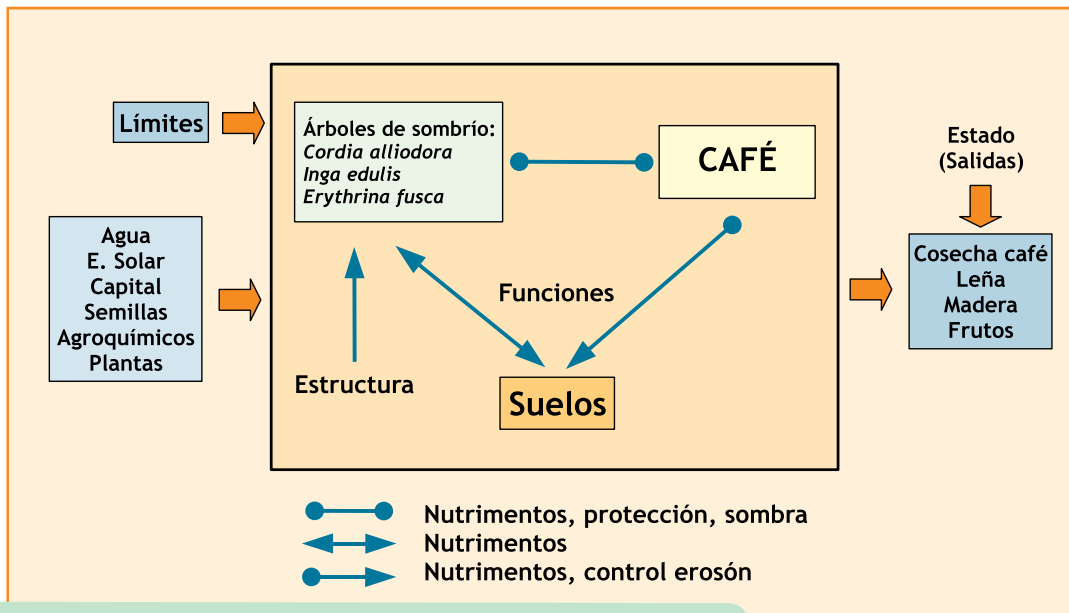 Límites
Árboles de sombrío:
Cordia alliodora
Inga edulis
Erythrina fusca
CAFÉ
Estado
(Salidas)
Agua
E. Solar
Capital
Semillas
Agroquímicos
Plantas
Funciones
Cosecha café
Leña
Madera
Frutos
Estructura
Suelos
Nutrimentos, protección, sombra
Nutrimentos
Nutrimentos, control erosón